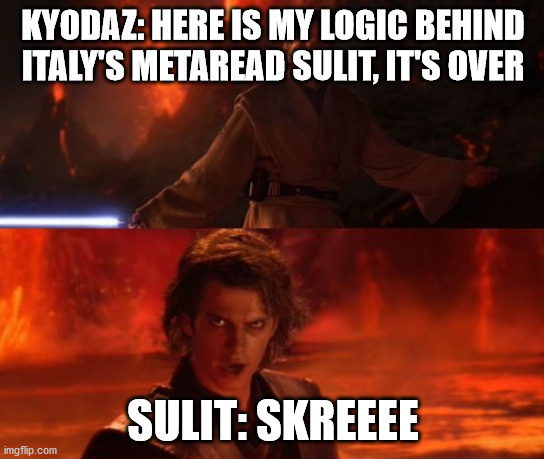 KYODAZ: HERE IS MY LOGIC BEHIND
ITALY'S METAREAD SULIT, IT'S OVER
SULIT: SKREEEE
imgflip.com